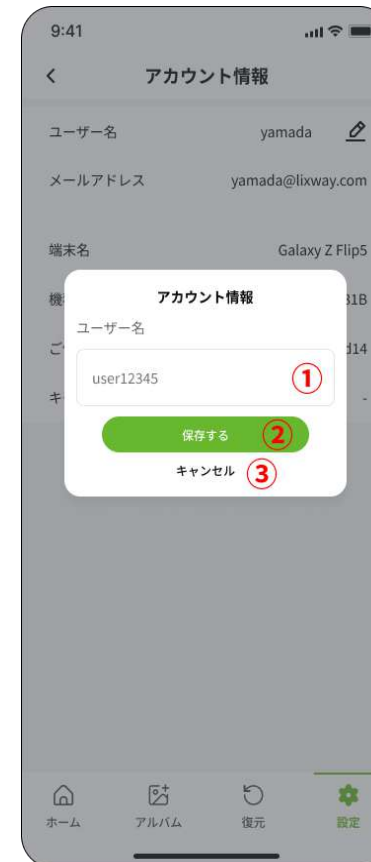 9:41
アカウント情報
ユーザー名 yamada
メールアドレス yamada@lixway.com
端末名 Galaxy Z Flip5
機 31B
アカウント情報
ユーザー名
ご d14
user12345 ①
キ -
保存する ②
キャンセル ③
ホーム アルバム 復元 設定